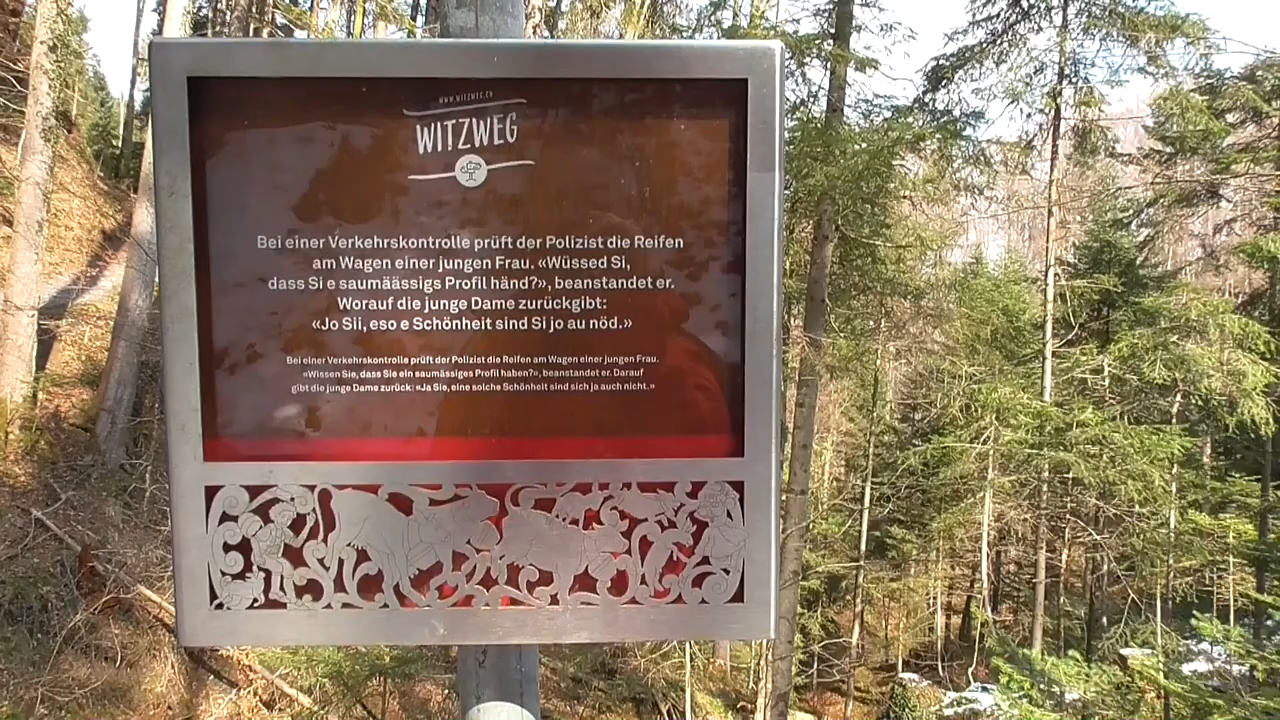 WWW.WITZWEG.CH
WITZWEG
Bei einer Verkehrskontrolle prüft der Polizist die Reifen
am Wagen einer jungen Frau. «Wüssed Si,
dass Si e saumäässigs Profil händ?», beanstandet er.
Worauf die junge Dame zurückgibt:
«Jo Sii, eso e Schönheit sind Si jo au nöd.»
Bei einer Verkehrskontrolle prüft der Polizist die Reifen am Wagen einer jungen Frau.
«Wissen Sie, dass Sie ein saumässiges Profil haben?», beanstandet er. Darauf
gibt die junge Dame zurück: «Ja Sie, eine solche Schönheit sind sich ja auch nicht.»